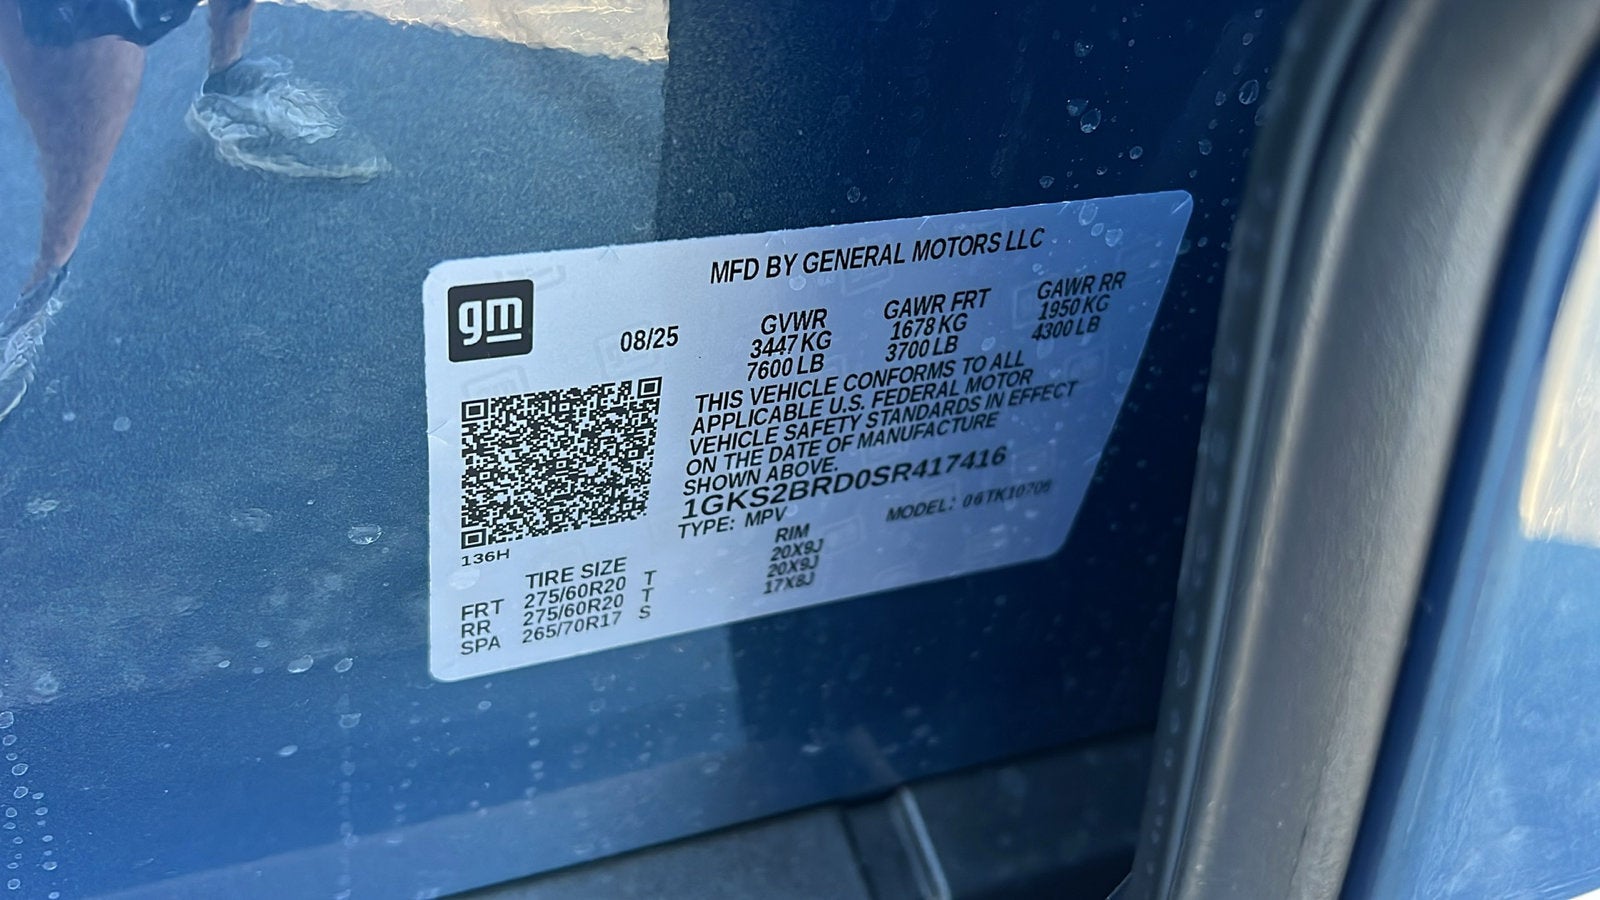 MFD BY GENERAL MOTORS LLC
gm
08/25
GVWR
3447 KG
7600 LB
GAWR FRT
1678 KG
3700 LB
GAWR RR
1950 KG
4300 LB
THIS VEHICLE CONFORMS TO ALL
APPLICABLE U.S. FEDERAL MOTOR
VEHICLE SAFETY STANDARDS IN EFFECT
ON THE DATE OF MANUFACTURE
SHOWN ABOVE.
1GKS2BRD0SR417416
TYPE: MPV MODEL: 06TK10706
136H
TIRE SIZE RIM
FRT 275/60R20 T 20X9J
RR 275/60R20 T 20X9J
SPA 265/70R17 S 17X8J